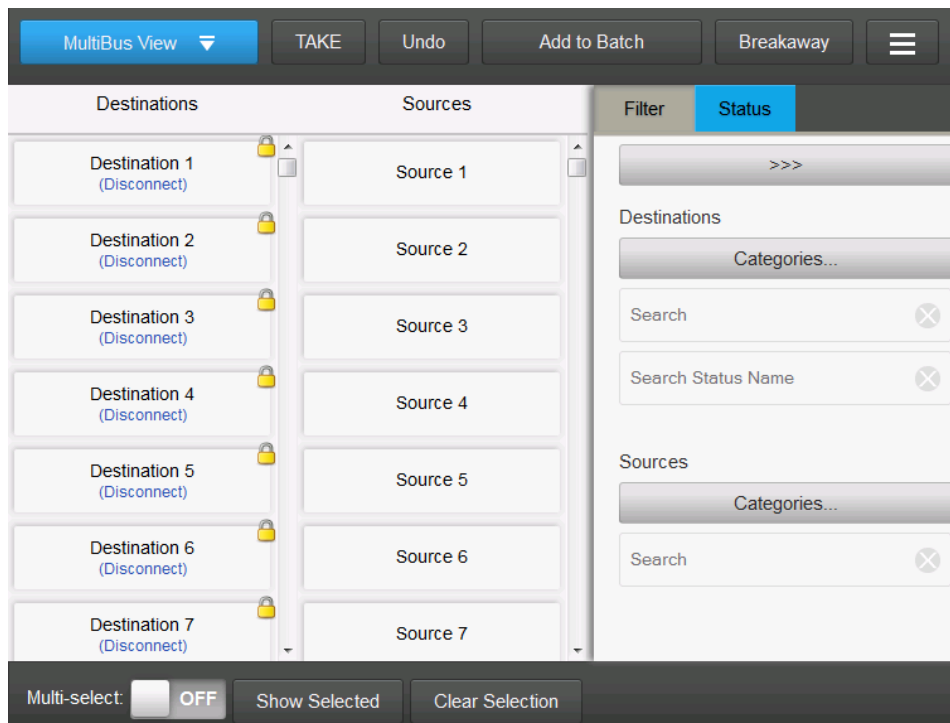 MultiBus View
TAKE
Undo
Add to Batch
Breakaway
Destinations
Sources
Destination 1
(Disconnect)
Destination 2
(Disconnect)
Destination 3
(Disconnect)
Destination 4
(Disconnect)
Destination 5
(Disconnect)
Destination 6
(Disconnect)
Destination 7
(Disconnect)
Source 1
Source 2
Source 3
Source 4
Source 5
Source 6
Source 7
Filter
Status
>>>
Destinations
Categories...
Search
Search Status Name
Sources
Categories...
Search
Multi-select:
OFF
Show Selected
Clear Selection